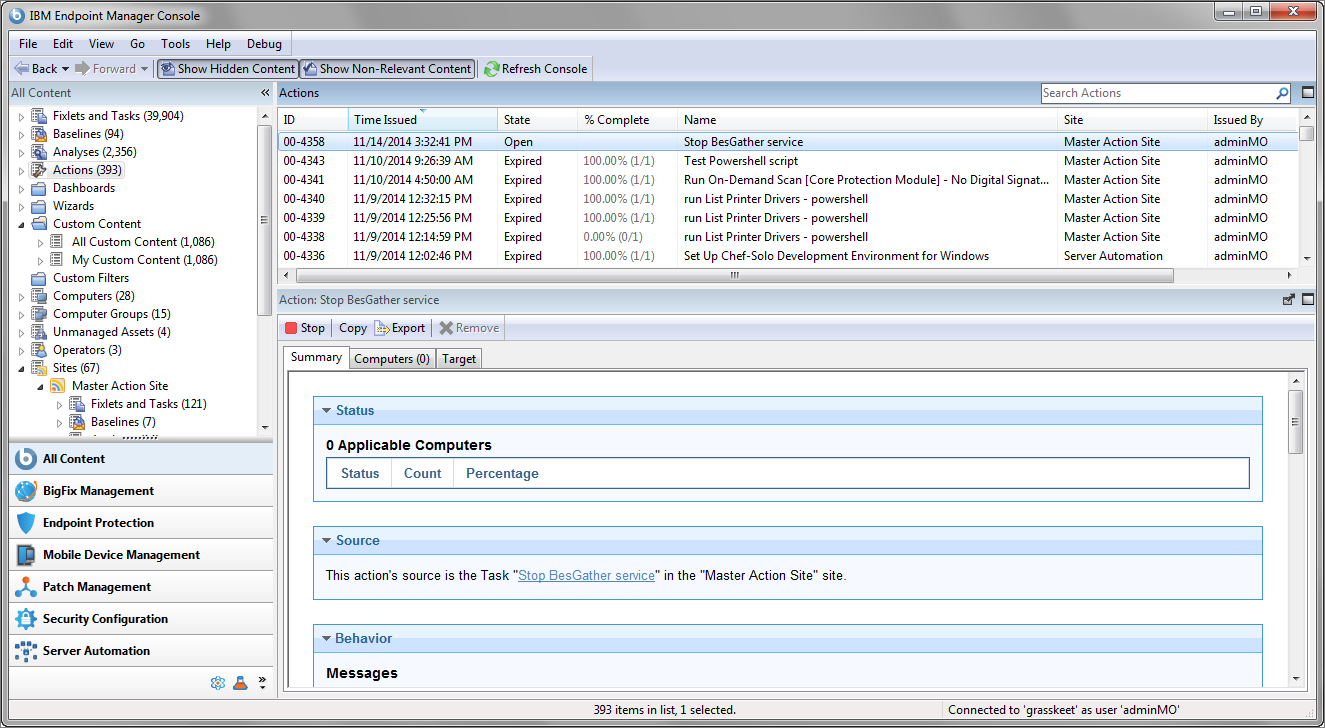 IBM Endpoint Manager Console
File Edit View Go Tools Help Debug
Back Forward Show Hidden Content Show Non-Relevant Content Refresh Console
All Content «
Fixlets and Tasks (39,904)
Baselines (94)
Analyses (2,356)
Actions (393)
Dashboards
Wizards
Custom Content
All Custom Content (1,086)
My Custom Content (1,086)
Custom Filters
Computers (28)
Computer Groups (15)
Unmanaged Assets (4)
Operators (3)
Sites (67)
Master Action Site
Fixlets and Tasks (121)
Baselines (7)
All Content
BigFix Management
Endpoint Protection
Mobile Device Management
Patch Management
Security Configuration
Server Automation
»
Actions Search Actions
ID Time Issued State % Complete Name Site Issued By
00-4358 11/14/2014 3:32:41 PM Open Stop BesGather service Master Action Site adminMO
00-4343 11/10/2014 9:26:39 AM Expired 100.00% (1/1) Test Powershell script Master Action Site adminMO
00-4341 11/10/2014 4:50:00 AM Expired 100.00% (1/1) Run On-Demand Scan [Core Protection Module] - No Digital Signat... Master Action Site adminMO
00-4340 11/9/2014 12:32:15 PM Expired 100.00% (1/1) run List Printer Drivers - powershell Master Action Site adminMO
00-4339 11/9/2014 12:25:56 PM Expired 100.00% (1/1) run List Printer Drivers - powershell Master Action Site adminMO
00-4338 11/9/2014 12:14:59 PM Expired 0.00% (0/1) run List Printer Drivers - powershell Master Action Site adminMO
00-4336 11/9/2014 12:02:46 PM Expired 100.00% (1/1) Set Up Chef-Solo Development Environment for Windows Server Automation adminMO
Action: Stop BesGather service
Stop Copy Export Remove
Summary Computers (0) Target
Status
0 Applicable Computers
Status Count Percentage
Source
This action's source is the Task "Stop BesGather service" in the "Master Action Site" site.
Behavior
Messages
393 items in list, 1 selected. Connected to 'grasskeet' as user 'adminMO'